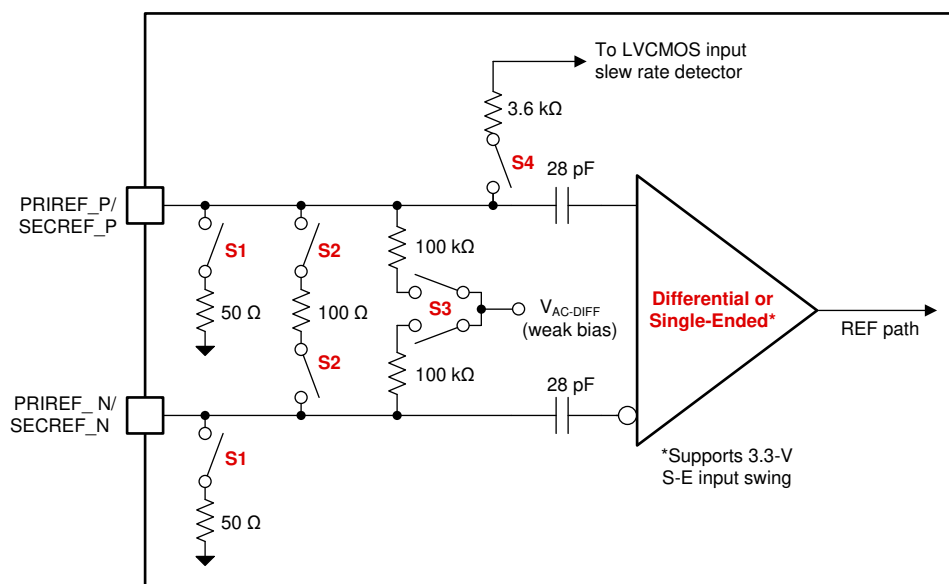 To LVCMOS input
slew rate detector
3.6 kΩ
S4
28 pF
PRIREF_P/
SECREF_P
S1
S2
100 kΩ
50 Ω
100 Ω
S3
V_AC-DIFF
(weak bias)
Differential or
Single-Ended*
REF path
S2
100 kΩ
28 pF
PRIREF_ N/
SECREF_N
S1
*Supports 3.3-V
S-E input swing
50 Ω